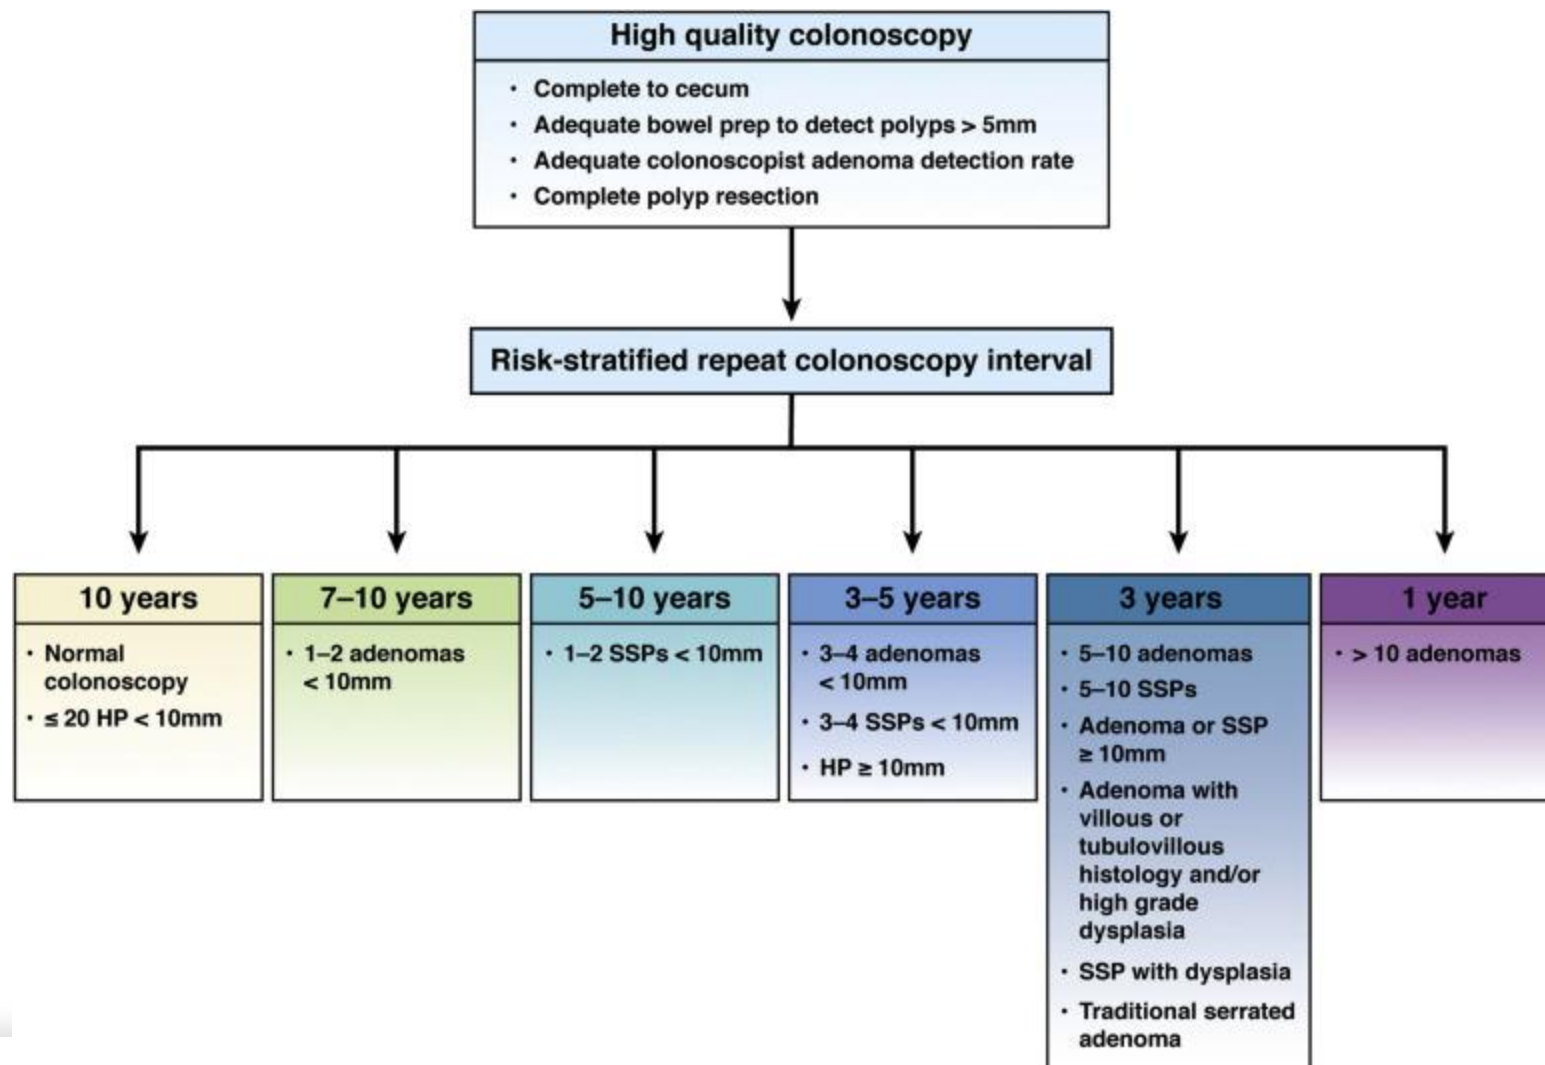 High quality colonoscopy
· Complete to cecum
· Adequate bowel prep to detect polyps > 5mm
· Adequate colonoscopist adenoma detection rate
· Complete polyp resection
Risk-stratified repeat colonoscopy interval
10 years
· Normal
colonoscopy
· ≤ 20 HP < 10mm
7–10 years
· 1–2 adenomas
< 10mm
5–10 years
· 1–2 SSPs < 10mm
3–5 years
· 3–4 adenomas
< 10mm
· 3–4 SSPs < 10mm
· HP ≥ 10mm
3 years
· 5–10 adenomas
· 5–10 SSPs
· Adenoma or SSP
≥ 10mm
· Adenoma with
villous or
tubulovillous
histology and/or
high grade
dysplasia
· SSP with dysplasia
· Traditional serrated
adenoma
1 year
· > 10 adenomas